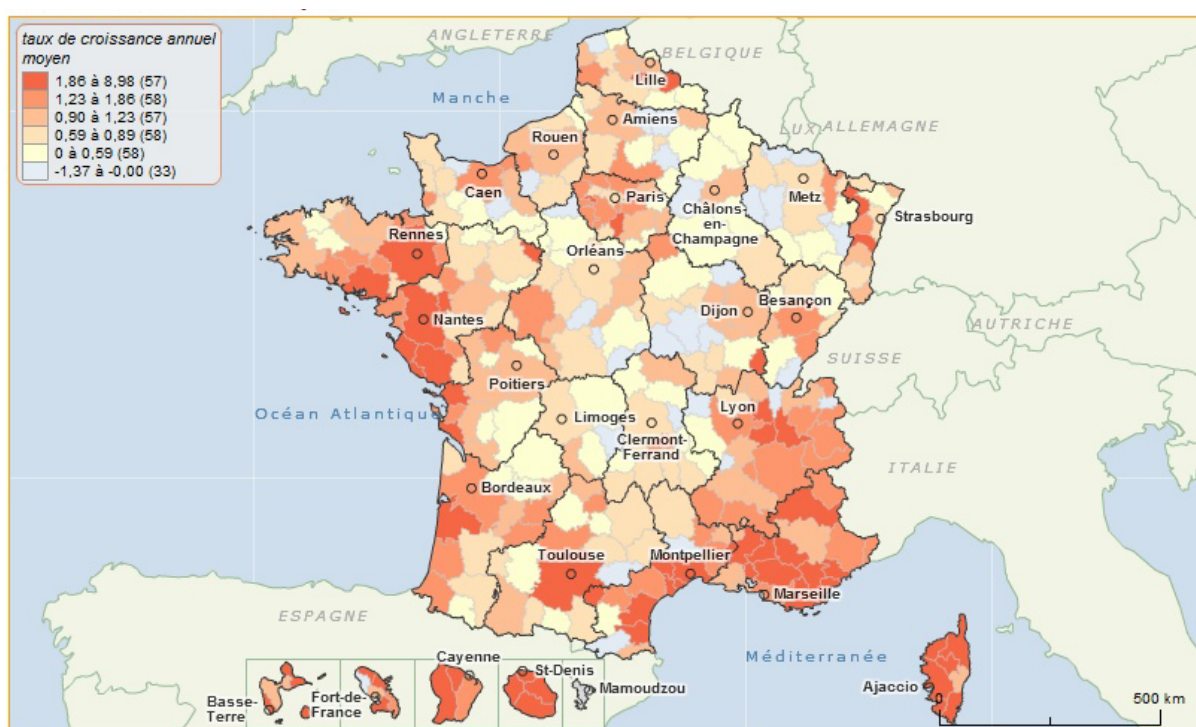 taux de croissance annuel
moyen
1,86 à 8,98 (57)
1,23 à 1,86 (58)
0,90 à 1,23 (57)
0,59 à 0,89 (58)
0 à 0,59 (58)
-1,37 à -0,00 (33)
ANGLETERRE
BELGIQUE
Lille
Manche
Amiens
LUX
ALLEMAGNE
Rouen
Caen
Paris
Châlons-
en-
Champagne
Metz
Strasbourg
Rennes
Orléans
Nantes
Dijon
Besançon
AUTRICHE
SUISSE
Poitiers
Océan Atlantique
Limoges
Clermont-
Ferrand
Lyon
ITALIE
Bordeaux
Toulouse
Montpellier
Marseille
ESPAGNE
Méditerranée
Cayenne
St-Denis
Mamoudzou
Basse-
Terre
Fort-de-
France
Ajaccio
0
500 km